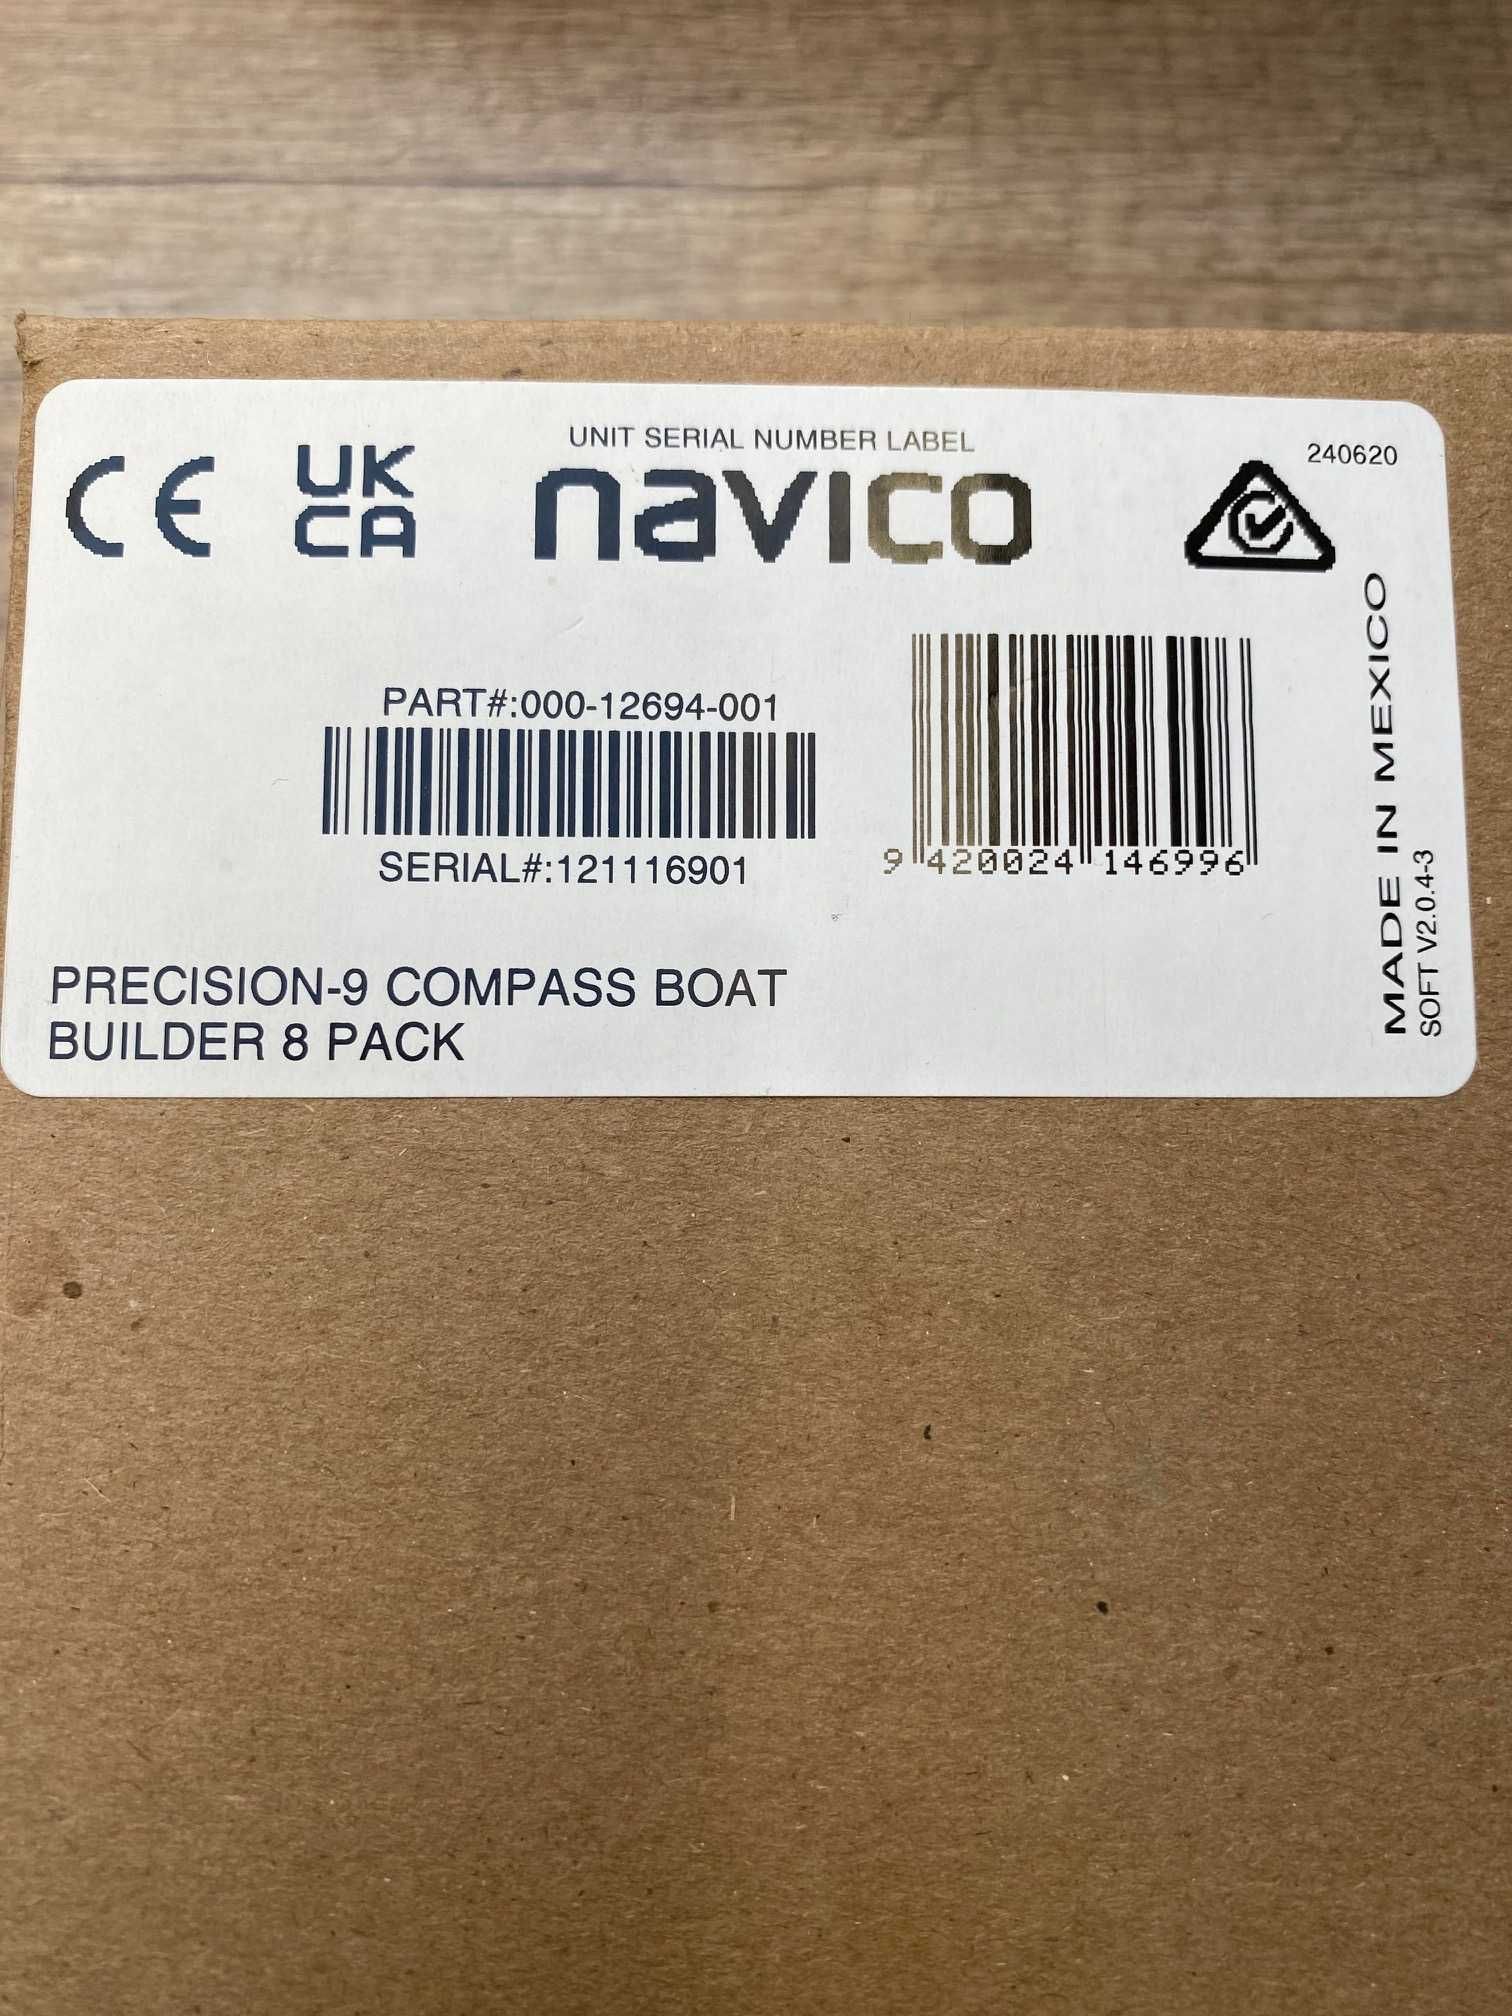 UNIT SERIAL NUMBER LABEL
240620
CE
UK
CA
navico
PART#:000-12694-001
SERIAL#:121116901
9 420024 146996
MADE IN MEXICO
SOFT V2.0.4-3
PRECISION-9 COMPASS BOAT
BUILDER 8 PACK